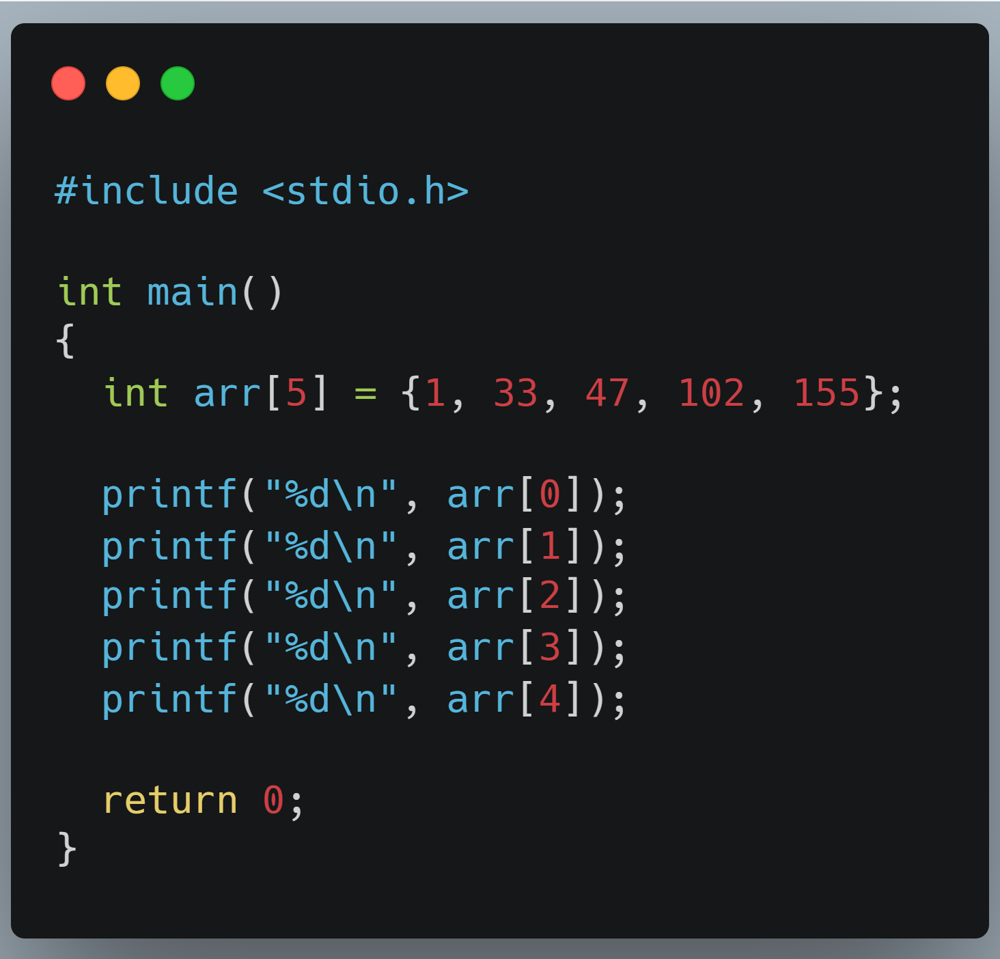 #include <stdio.h>
int main()
{
  int arr[5] = {1, 33, 47, 102, 155};
  printf("%d\n", arr[0]);
  printf("%d\n", arr[1]);
  printf("%d\n", arr[2]);
  printf("%d\n", arr[3]);
  printf("%d\n", arr[4]);
  return 0;
}